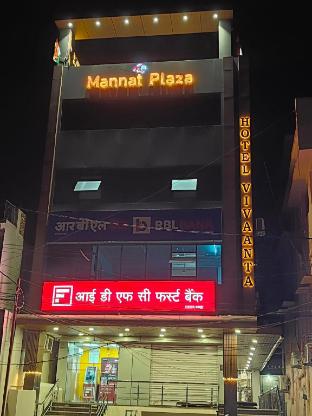 Mannat Plaza
HOTEL VIVAANTA
आरबीएल
RBL BANK
आई डी एफ सी फर्स्ट बैंक